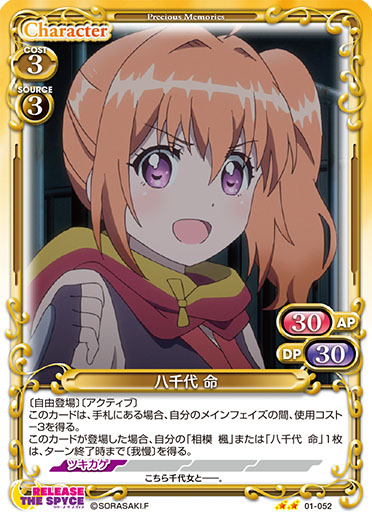 Precious Memories
Character
COST
3
SOURCE
3
30 AP
DP 30
八千代 命
〔自由登場〕〔アクティブ〕
このカードは、手札にある場合、自分のメインフェイズの間、使用コスト
−3を得る。
このカードが登場した場合、自分の「相模 楓」または「八千代 命」1枚
は、ターン終了時まで「我慢」を得る。
ツキカゲ
こちら千代女と――。
RELEASE
THE SPYCE
©SORASAKI.F
01-052